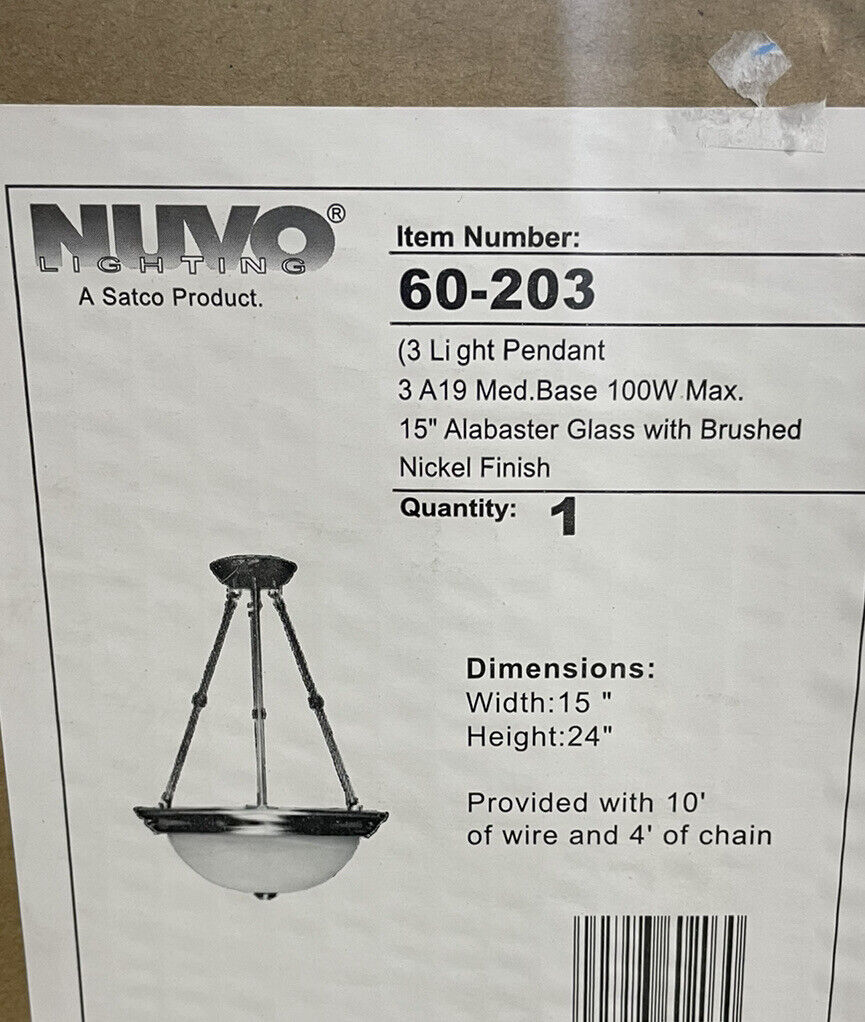 NUVO®
LIGHTING
A Satco Product.
Item Number:
60-203
(3 Li ght Pendant
3 A19 Med.Base 100W Max.
15" Alabaster Glass with Brushed
Nickel Finish
Quantity: 1
Dimensions:
Width:15 "
Height:24"
Provided with 10'
of wire and 4' of chain